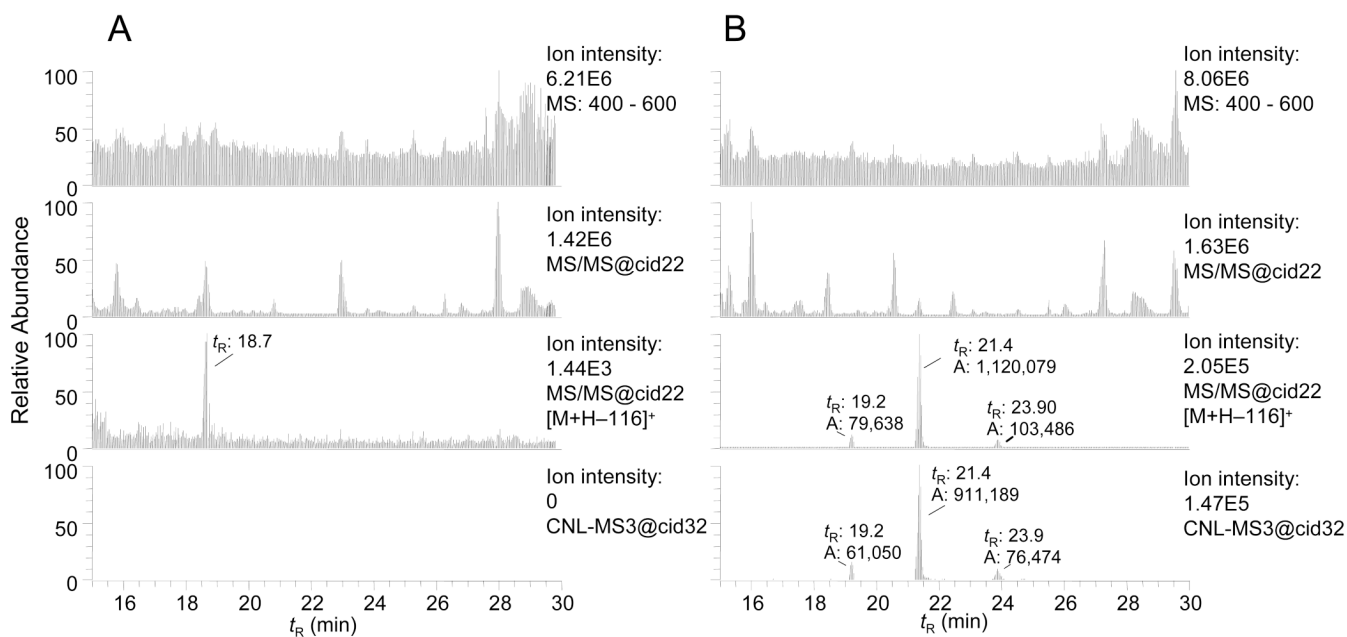 A
Ion intensity:
6.21E6
MS: 400 - 600
100
50
0
Ion intensity:
1.42E6
MS/MS@cid22
100
50
0
Relative Abundance
tR: 18.7
Ion intensity:
1.44E3
MS/MS@cid22
[M+H–116]+
100
50
0
Ion intensity:
0
CNL-MS3@cid32
100
50
0
16 18 20 22 24 26 28 30
tR (min)
B
Ion intensity:
8.06E6
MS: 400 - 600
Ion intensity:
1.63E6
MS/MS@cid22
tR: 21.4
A: 1,120,079
tR: 19.2
A: 79,638
tR: 23.90
A: 103,486
Ion intensity:
2.05E5
MS/MS@cid22
[M+H–116]+
tR: 21.4
A: 911,189
tR: 19.2
A: 61,050
tR: 23.9
A: 76,474
Ion intensity:
1.47E5
CNL-MS3@cid32
16 18 20 22 24 26 28 30
tR (min)